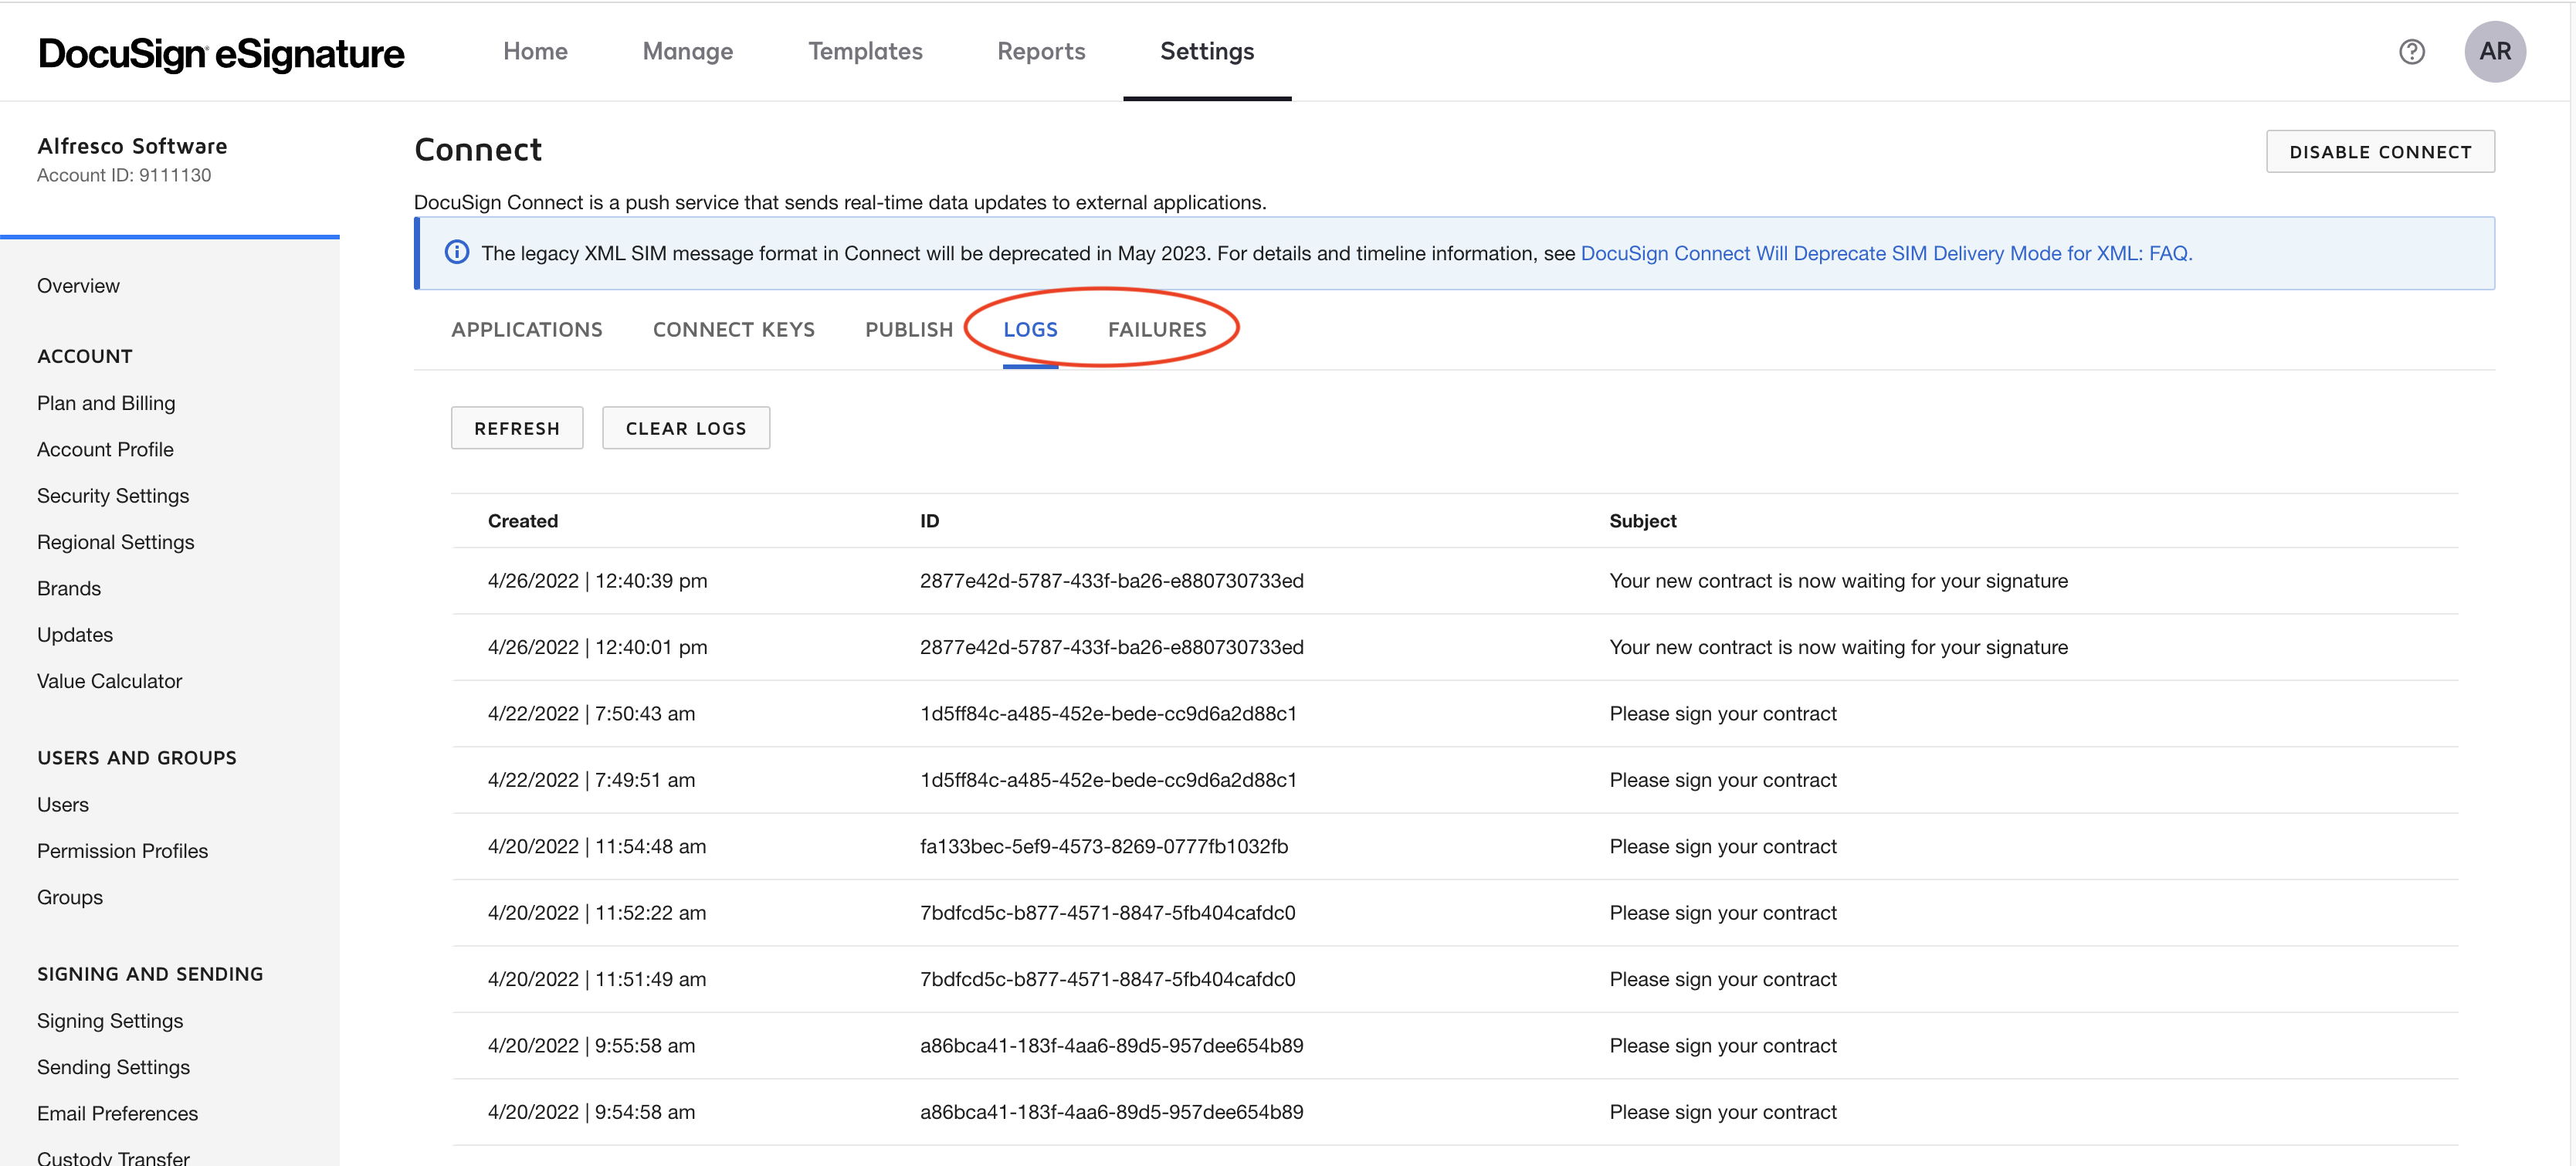 DocuSign eSignature
Home Manage Templates Reports Settings
AR
Alfresco Software
Account ID: 9111130
Overview
ACCOUNT
Plan and Billing
Account Profile
Security Settings
Regional Settings
Brands
Updates
Value Calculator
USERS AND GROUPS
Users
Permission Profiles
Groups
SIGNING AND SENDING
Signing Settings
Sending Settings
Email Preferences
Custody Transfer
Connect
DISABLE CONNECT
DocuSign Connect is a push service that sends real-time data updates to external applications.
The legacy XML SIM message format in Connect will be deprecated in May 2023. For details and timeline information, see DocuSign Connect Will Deprecate SIM Delivery Mode for XML: FAQ.
APPLICATIONS CONNECT KEYS PUBLISH LOGS FAILURES
REFRESH CLEAR LOGS
Created ID Subject
4/26/2022 | 12:40:39 pm 2877e42d-5787-433f-ba26-e880730733ed Your new contract is now waiting for your signature
4/26/2022 | 12:40:01 pm 2877e42d-5787-433f-ba26-e880730733ed Your new contract is now waiting for your signature
4/22/2022 | 7:50:43 am 1d5ff84c-a485-452e-bede-cc9d6a2d88c1 Please sign your contract
4/22/2022 | 7:49:51 am 1d5ff84c-a485-452e-bede-cc9d6a2d88c1 Please sign your contract
4/20/2022 | 11:54:48 am fa133bec-5ef9-4573-8269-0777fb1032fb Please sign your contract
4/20/2022 | 11:52:22 am 7bdfcd5c-b877-4571-8847-5fb404cafdc0 Please sign your contract
4/20/2022 | 11:51:49 am 7bdfcd5c-b877-4571-8847-5fb404cafdc0 Please sign your contract
4/20/2022 | 9:55:58 am a86bca41-183f-4aa6-89d5-957dee654b89 Please sign your contract
4/20/2022 | 9:54:58 am a86bca41-183f-4aa6-89d5-957dee654b89 Please sign your contract